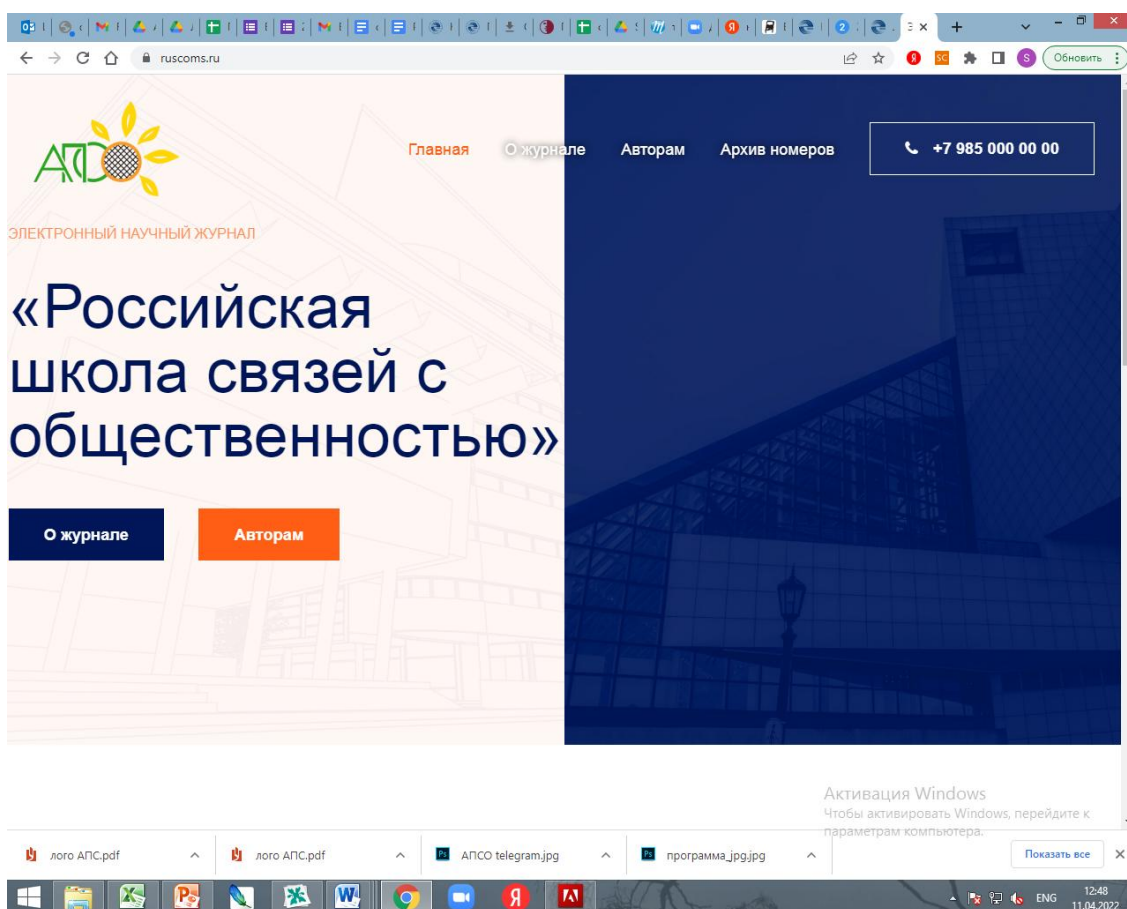 ruscoms.ru
Обновить
АПСО
Главная
О журнале
Авторам
Архив номеров
+7 985 000 00 00
ЭЛЕКТРОННЫЙ НАУЧНЫЙ ЖУРНАЛ
«Российская
школа связей с
общественностью»
О журнале
Авторам
Активация Windows
Чтобы активировать Windows, перейдите к
параметрам компьютера.
лого АПС.pdf
лого АПС.pdf
АПСО telegram.jpg
программа_jpg.jpg
Показать все
ENG
12:48
11.04.2022